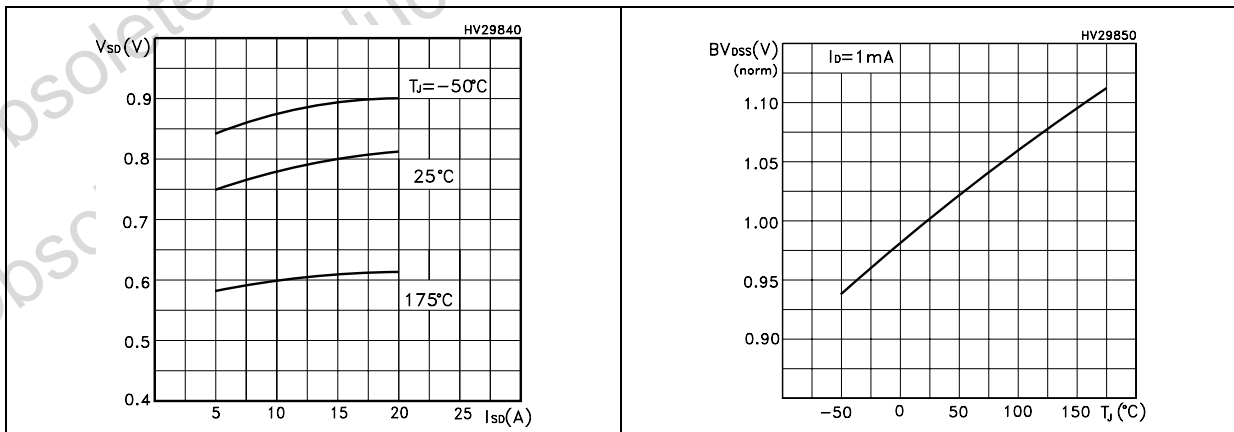 HV29840
VSD(V)
TJ=−50°C
0.9
0.8
25°C
0.7
0.6
175°C
0.5
0.4
5 10 15 20 25 ISD(A)
HV29850
BVDSS(V)
(norm)
ID=1mA
1.10
1.05
1.00
0.95
0.90
−50 0 50 100 150 TJ(°C)